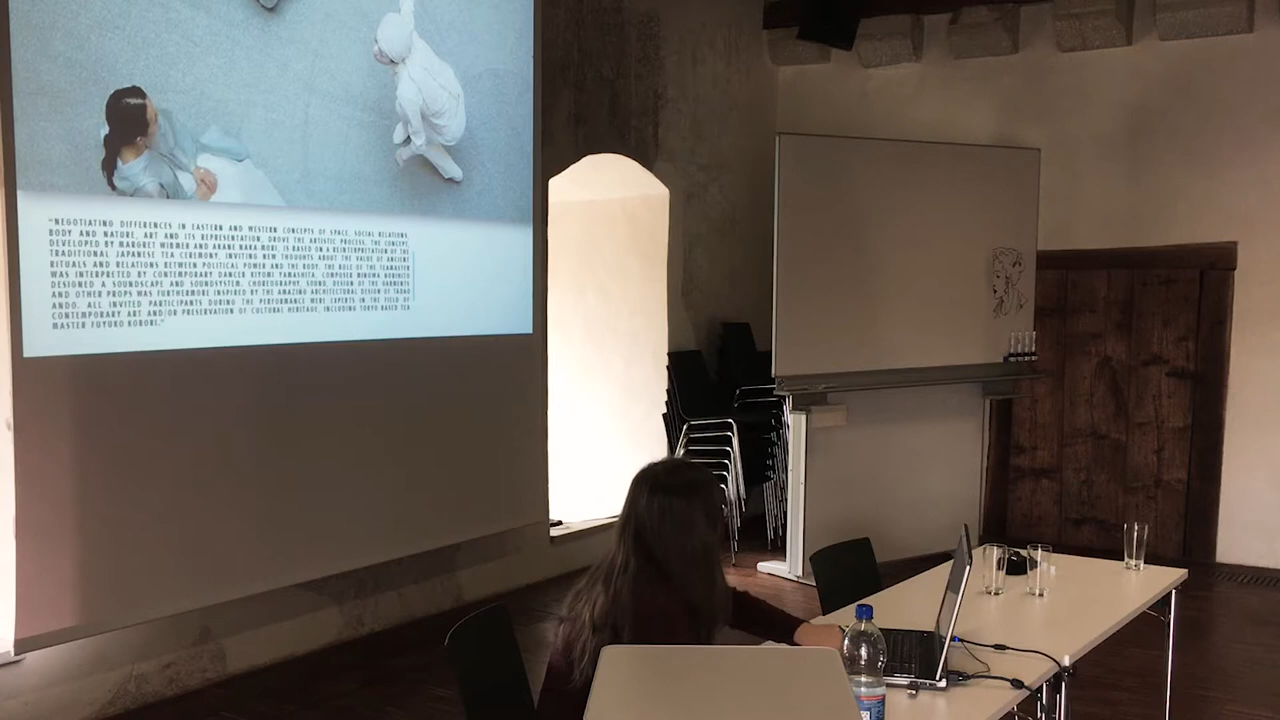 "NEGOTIATING DIFFERENCES IN EASTERN AND WESTERN CONCEPTS OF SPACE, SOCIAL RELATIONS,
BODY AND NATURE, ART AND ITS REPRESENTATION, DROVE THE ARTISTIC PROCESS. THE CONCEPT,
DEVELOPED BY MARGRET WIBMER AND AKANE NAKA MORI, IS BASED ON A REINTERPRETATION OF THE
TRADITIONAL JAPANESE TEA CEREMONY, INVITING NEW THOUGHTS ABOUT THE VALUE OF ANCIENT
RITUALS AND RELATIONS BETWEEN POLITICAL POWER AND THE BODY. THE ROLE OF THE TEAMASTER
WAS INTERPRETED BY CONTEMPORARY DANCER KIYOMI YANASHITA, COMPOSER MINOWA NORIHITO
DESIGNED A SOUNDSCAPE AND SOUNDSYSTEM. CHOREOGRAPHY, SOUND, DESIGN OF THE GARMENTS
AND OTHER PROPS WAS FURTHERMORE INSPIRED BY THE AMAZING ARCHITECTURAL DESIGN OF TADAO
ANDO. ALL INVITED PARTICIPANTS DURING THE PERFORMANCE WERE EXPERTS IN THE FIELD OF
CONTEMPORARY ART AND/OR PRESERVATION OF CULTURAL HERITAGE, INCLUDING TOKYO BASED TEA
MASTER FUYUKO KOBORI."